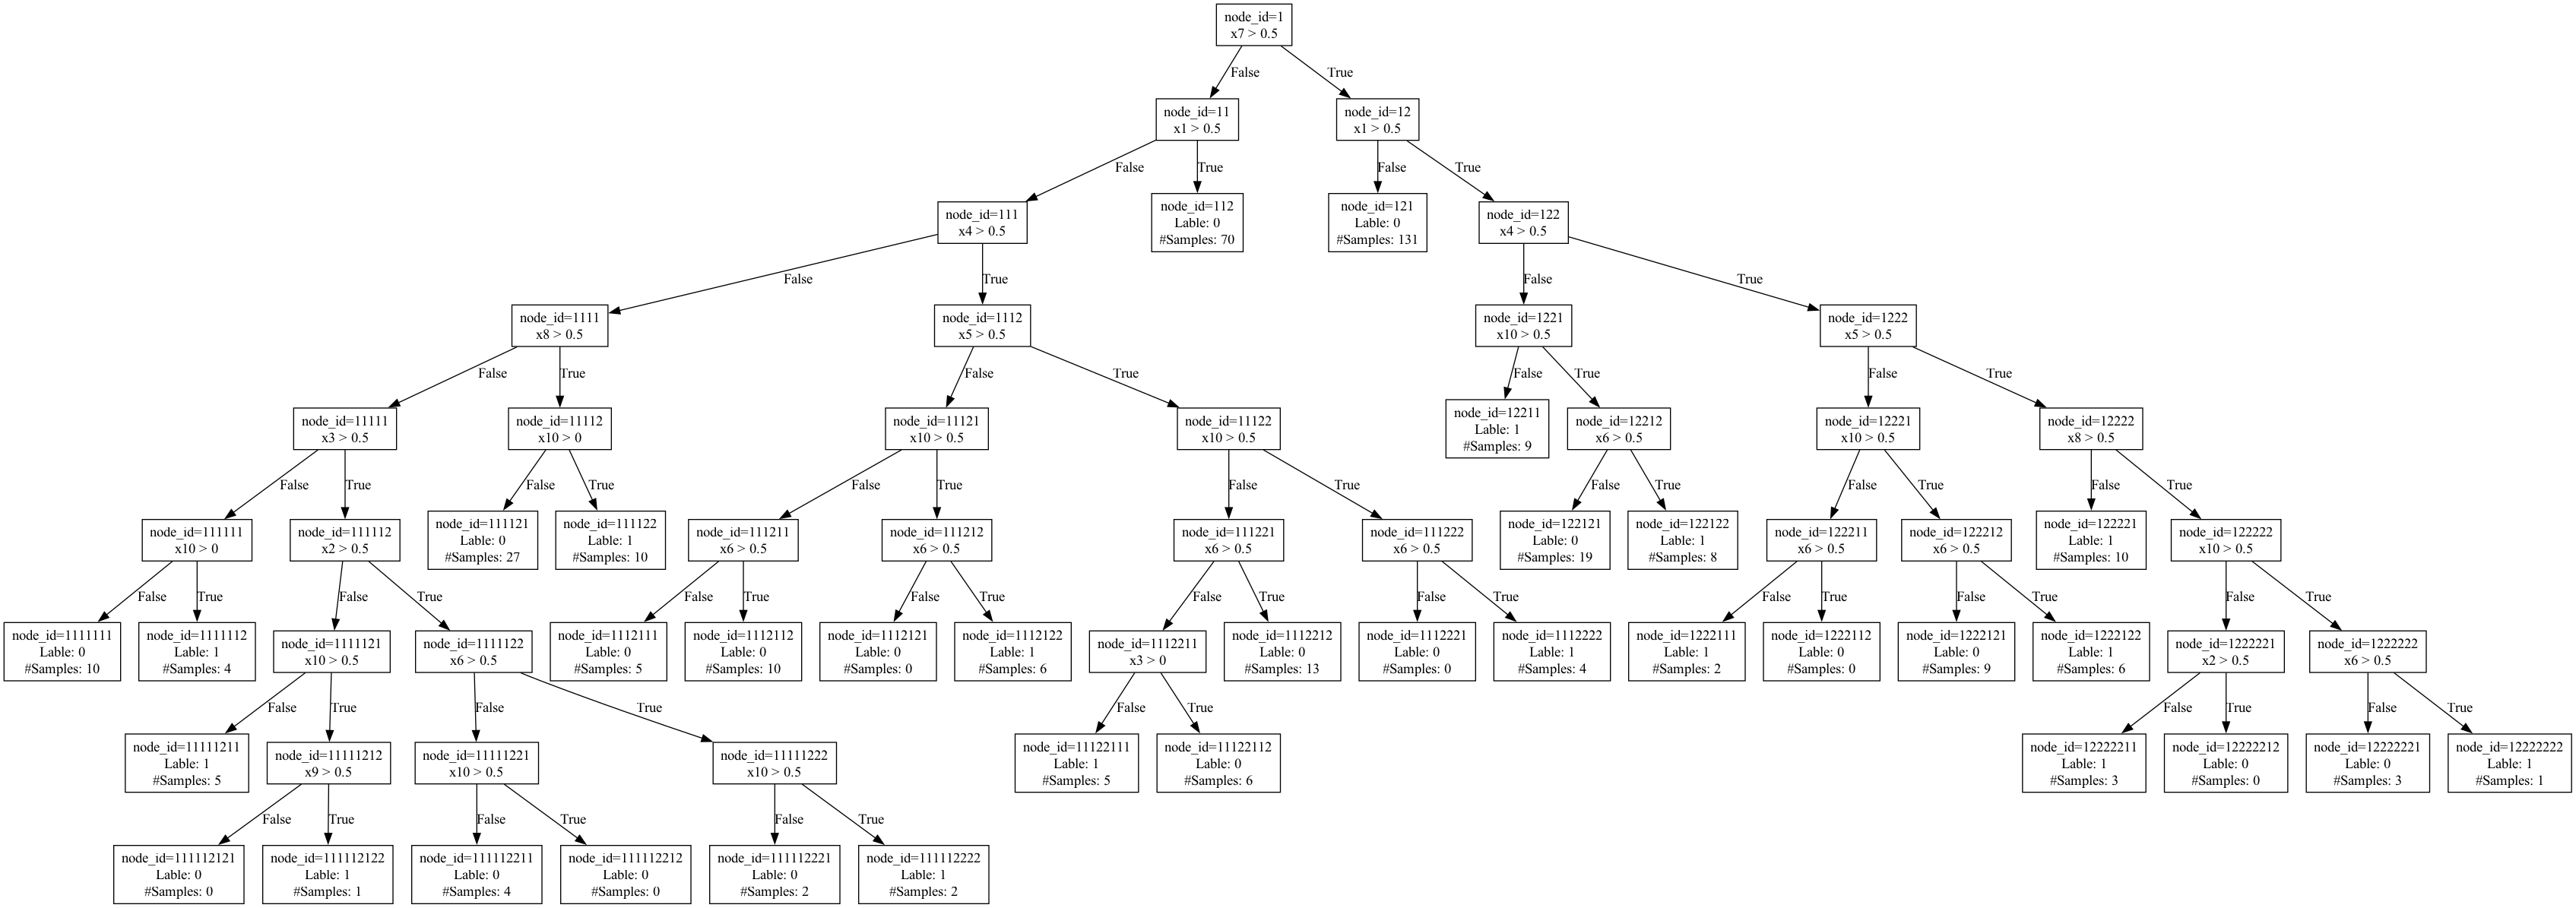 node_id=1
x7 > 0.5
False
True
node_id=11
x1 > 0.5
node_id=12
x1 > 0.5
False
True
False
True
node_id=111
x4 > 0.5
node_id=112
Lable: 0
#Samples: 70
node_id=121
Lable: 0
#Samples: 131
node_id=122
x4 > 0.5
False
True
False
True
node_id=1111
x8 > 0.5
node_id=1112
x5 > 0.5
node_id=1221
x10 > 0.5
node_id=1222
x5 > 0.5
False
True
False
True
False
True
False
True
node_id=11111
x3 > 0.5
node_id=11112
x10 > 0
node_id=11121
x10 > 0.5
node_id=11122
x10 > 0.5
node_id=12211
Lable: 1
#Samples: 9
node_id=12212
x6 > 0.5
node_id=12221
x10 > 0.5
node_id=12222
x8 > 0.5
False
True
False
True
False
True
False
True
False
True
False
True
False
True
node_id=111111
x10 > 0
node_id=111112
x2 > 0.5
node_id=111121
Lable: 0
#Samples: 27
node_id=111122
Lable: 1
#Samples: 10
node_id=111211
x6 > 0.5
node_id=111212
x6 > 0.5
node_id=111221
x6 > 0.5
node_id=111222
x6 > 0.5
node_id=122121
Lable: 0
#Samples: 19
node_id=122122
Lable: 1
#Samples: 8
node_id=122211
x6 > 0.5
node_id=122212
x6 > 0.5
node_id=122221
Lable: 1
#Samples: 10
node_id=122222
x10 > 0.5
False
True
False
True
False
True
False
True
False
True
False
True
False
True
False
True
False
True
node_id=1111111
Lable: 0
#Samples: 10
node_id=1111112
Lable: 1
#Samples: 4
node_id=1111121
x10 > 0.5
node_id=1111122
x6 > 0.5
node_id=1112111
Lable: 0
#Samples: 5
node_id=1112112
Lable: 0
#Samples: 10
node_id=1112121
Lable: 0
#Samples: 0
node_id=1112122
Lable: 1
#Samples: 6
node_id=1112211
x3 > 0
node_id=1112212
Lable: 0
#Samples: 13
node_id=1112221
Lable: 0
#Samples: 0
node_id=1112222
Lable: 1
#Samples: 4
node_id=1222111
Lable: 1
#Samples: 2
node_id=1222112
Lable: 0
#Samples: 0
node_id=1222121
Lable: 0
#Samples: 9
node_id=1222122
Lable: 1
#Samples: 6
node_id=1222221
x2 > 0.5
node_id=1222222
x6 > 0.5
False
True
False
True
False
True
False
True
False
True
node_id=11111211
Lable: 1
#Samples: 5
node_id=11111212
x9 > 0.5
node_id=11111221
x10 > 0.5
node_id=11111222
x10 > 0.5
node_id=11122111
Lable: 1
#Samples: 5
node_id=11122112
Lable: 0
#Samples: 6
node_id=12222211
Lable: 1
#Samples: 3
node_id=12222212
Lable: 0
#Samples: 0
node_id=12222221
Lable: 0
#Samples: 3
node_id=12222222
Lable: 1
#Samples: 1
False
True
False
True
False
True
node_id=111112121
Lable: 0
#Samples: 0
node_id=111112122
Lable: 1
#Samples: 1
node_id=111112211
Lable: 0
#Samples: 4
node_id=111112212
Lable: 0
#Samples: 0
node_id=111112221
Lable: 0
#Samples: 2
node_id=111112222
Lable: 1
#Samples: 2